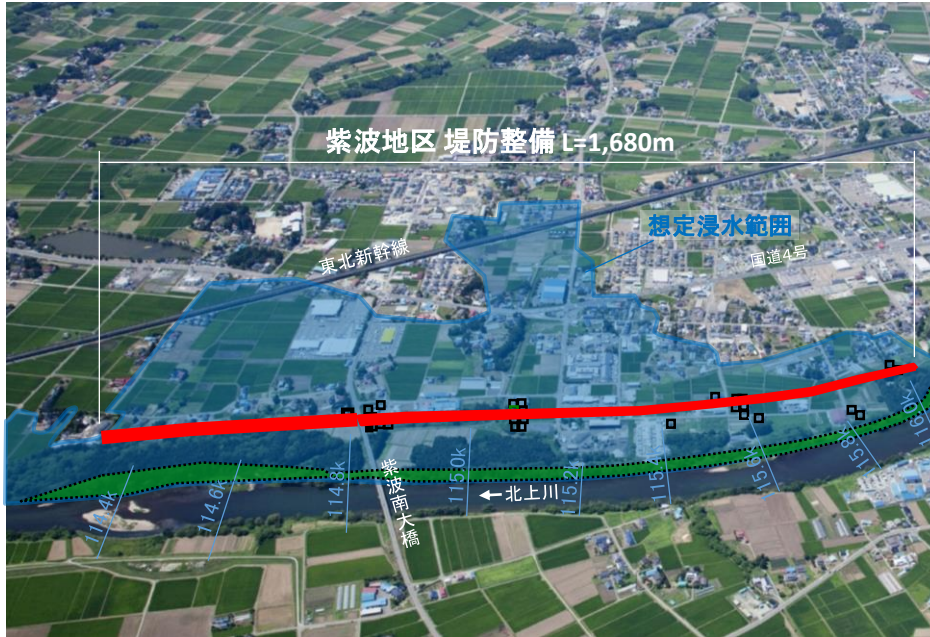 紫波地区 堤防整備 L=1,680m
想定浸水範囲
東北新幹線
国道4号
紫波南大橋
北上川
114.4k
114.6k
114.8k
115.0k
115.2k
115.4k
115.6k
115.8k
116.0k